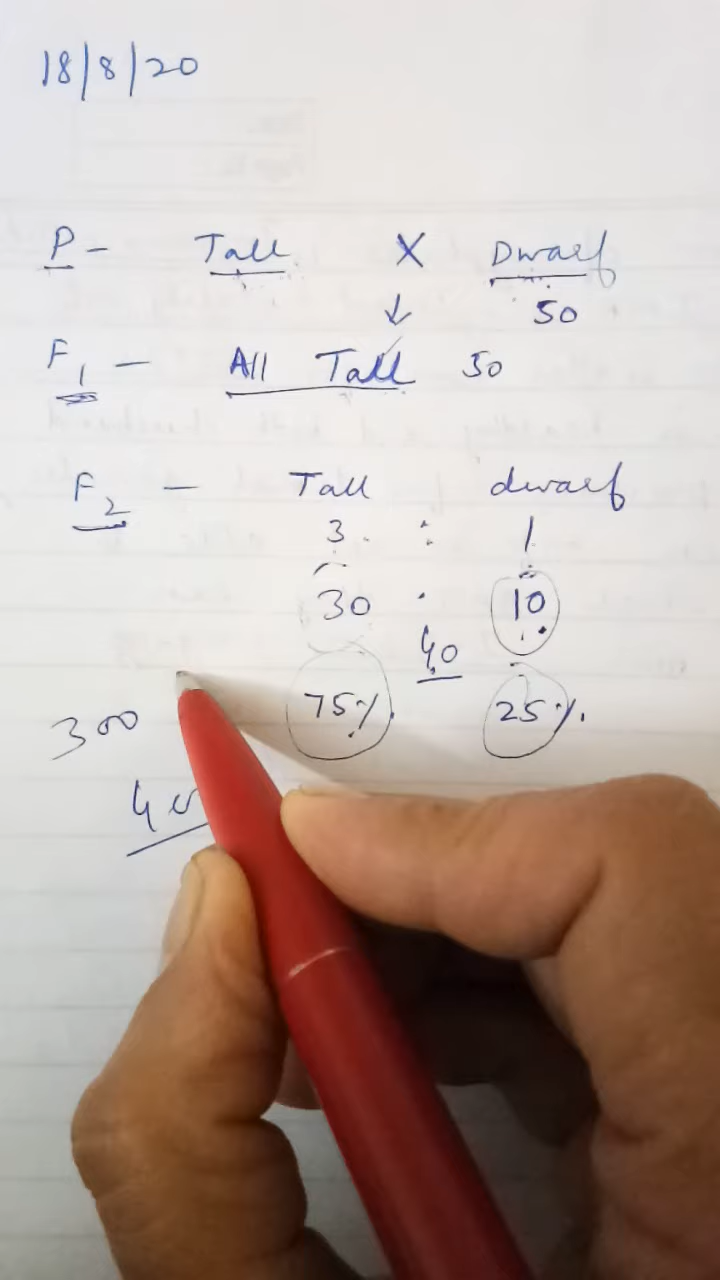 18/8/20
P - Tall X Dwarf
↓ 50
F1 - All Tall 50
F2 - Tall dwarf
3 : 1
30 : 10
40
75% 25%
300